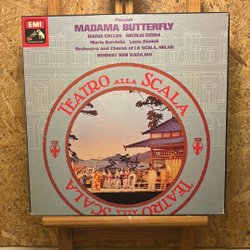 EMI
Puccini
MADAMA BUTTERFLY
MARIA CALLAS NICOLAI GEDDA
Mario Borriello Lucia Danieli
Orchestra and Chorus of LA SCALA, MILAN
HERBERT VON KARAJAN
TEATRO ALLA SCALA
TEATRO ALLA SCALA